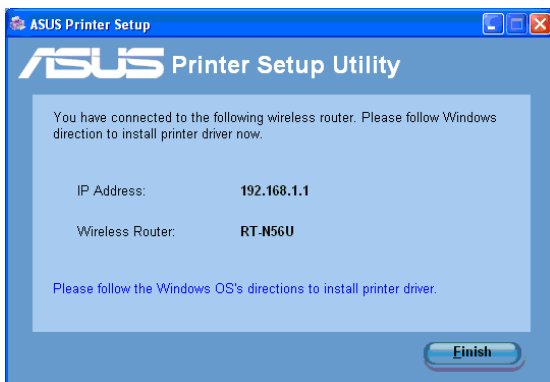 ASUS Printer Setup
ASUS Printer Setup Utility
You have connected to the following wireless router. Please follow Windows
direction to install printer driver now.
IP Address: 192.168.1.1
Wireless Router: RT-N56U
Please follow the Windows OS's directions to install printer driver.
Finish